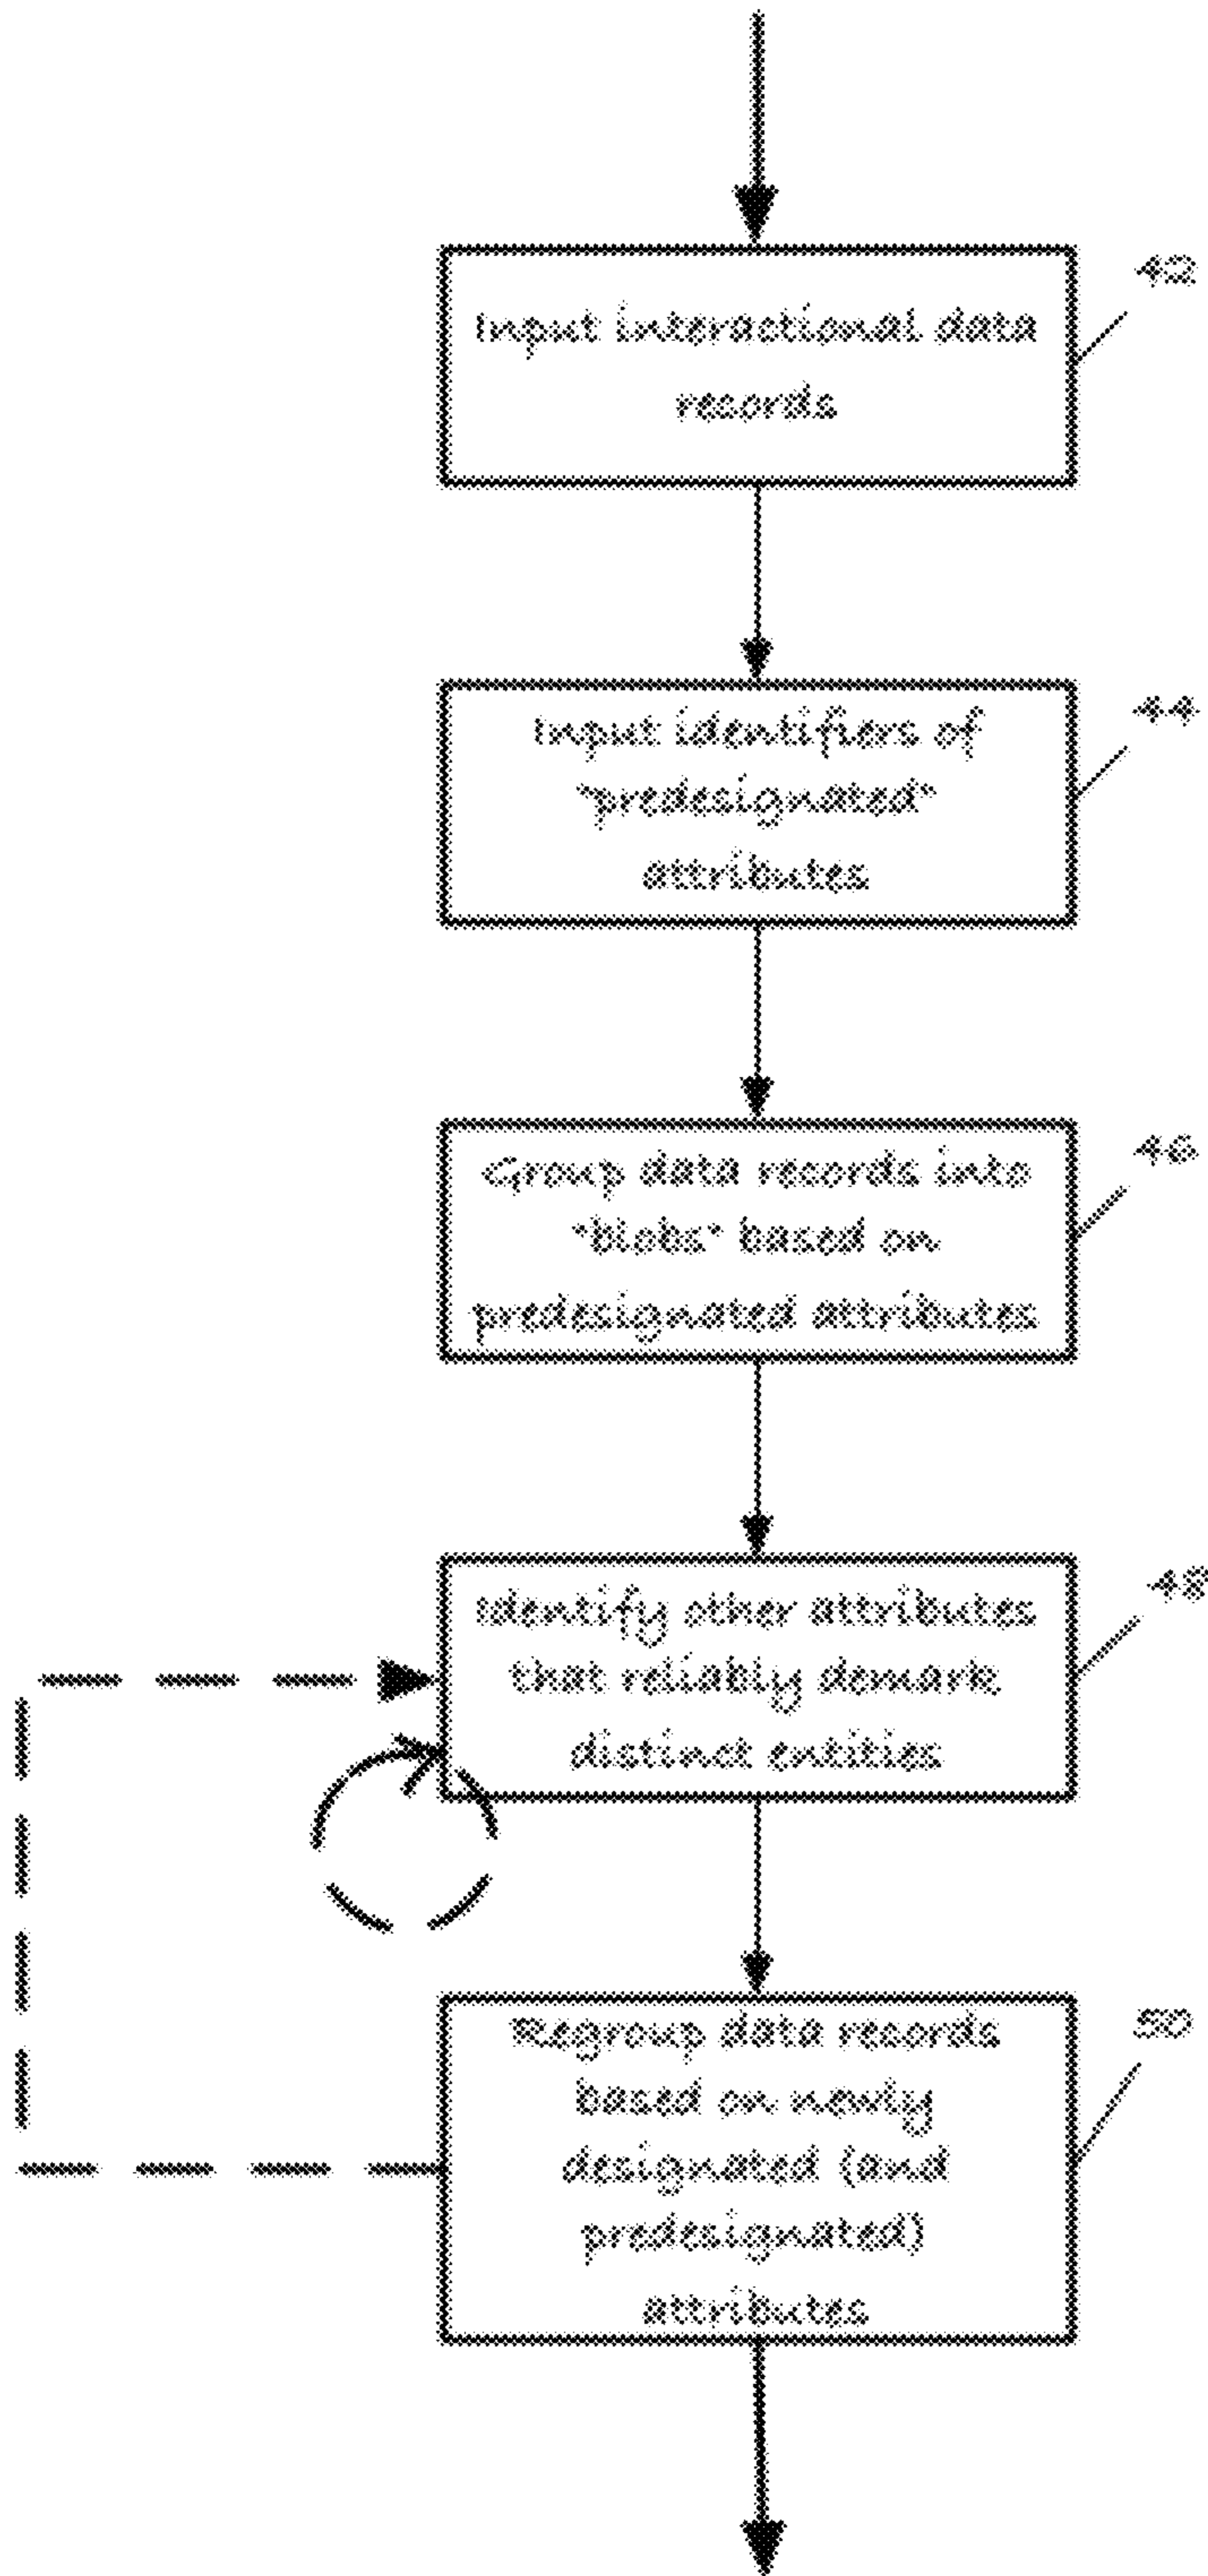 Input interactional data
records
42
Input identifiers of
"predesignated"
attributes
44
Group data records into
"blobs" based on
predesignated attributes
46
Identify other attributes
that reliably demark
distinct entities
48
Regroup data records
based on newly
designated (and
predesignated)
attributes
50